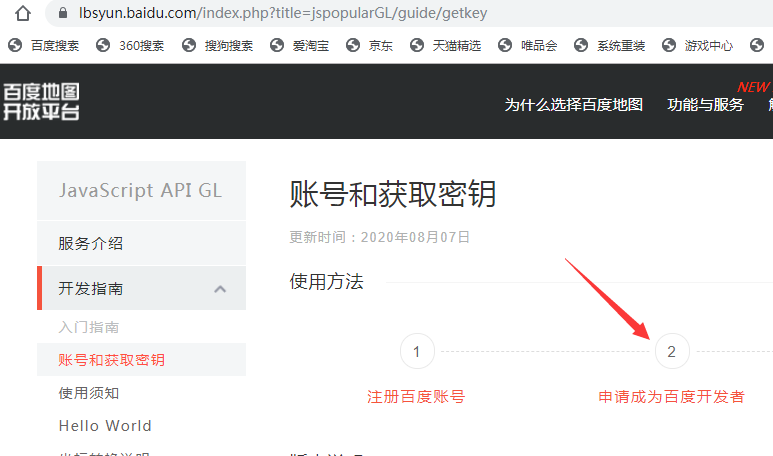 lbsyun.baidu.com/index.php?title=jspopularGL/guide/getkey
百度搜索 360搜索 搜狗搜索 爱淘宝 京东 天猫精选 唯品会 系统重装 游戏中心
百度地图
开放平台
为什么选择百度地图 功能与服务 NEW
JavaScript API GL
服务介绍
开发指南
入门指南
账号和获取密钥
使用须知
Hello World
账号和获取密钥
更新时间：2020年08月07日
使用方法
1 2
注册百度账号 申请成为百度开发者